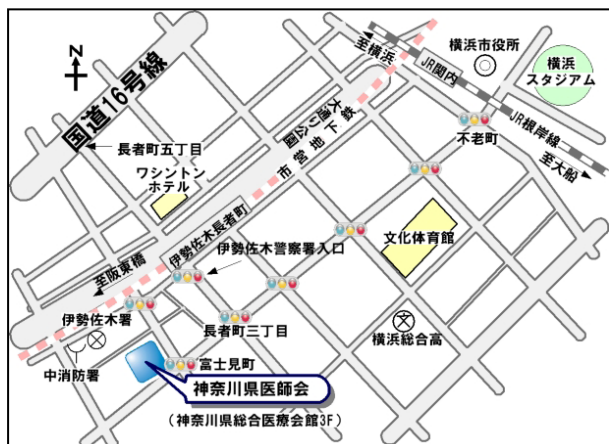 至横浜
横浜市役所
JR関内
横浜
スタジアム
Z
国道16号線
大通り公園
市営地下鉄
JR根岸線
不老町
至大船
長者町五丁目
ワシントン
ホテル
文化体育館
伊勢佐木長者町
伊勢佐木警察署入口
至阪東橋
伊勢佐木署
長者町三丁目
横浜総合高
中消防署
富士見町
神奈川県医師会
(神奈川県総合医療会館3F)